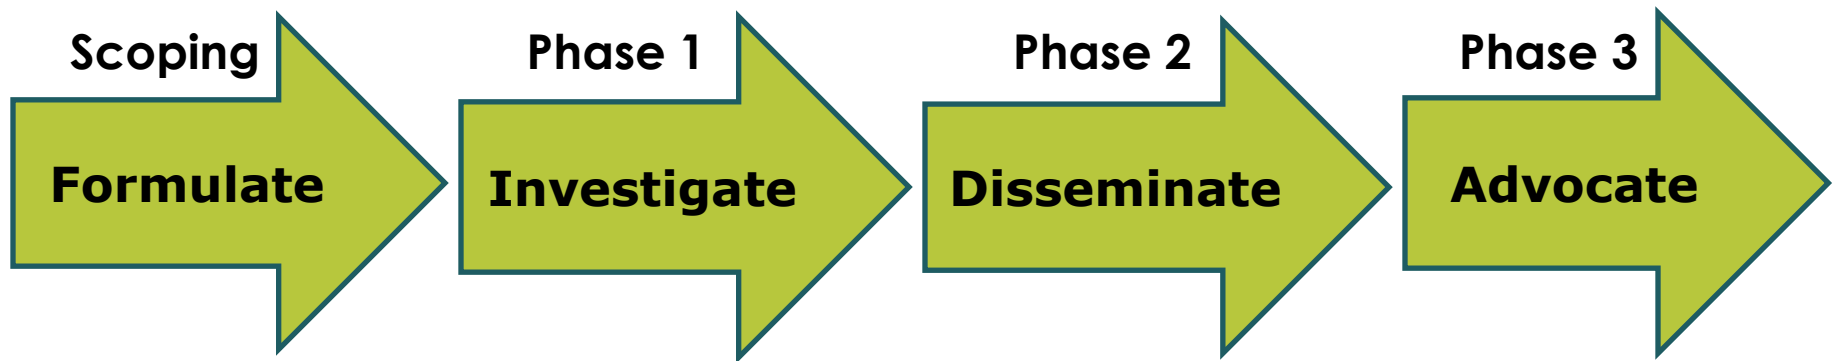 Scoping
Phase 1
Phase 2
Phase 3
Formulate
Investigate
Disseminate
Advocate